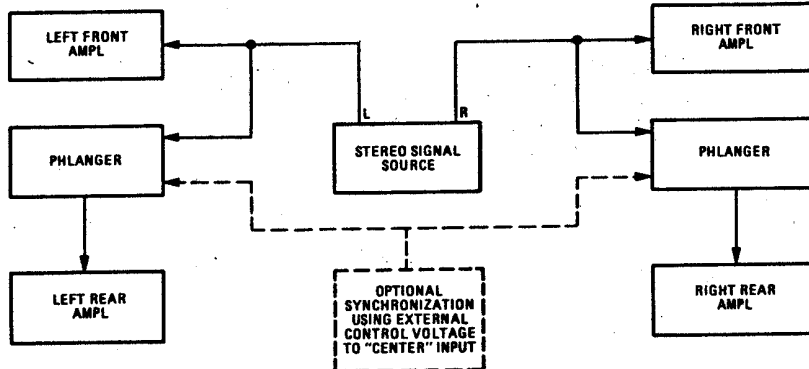 LEFT FRONT
AMPL
RIGHT FRONT
AMPL
L
R
PHLANGER
STEREO SIGNAL
SOURCE
PHLANGER
LEFT REAR
AMPL
OPTIONAL
SYNCHRONIZATION
USING EXTERNAL
CONTROL VOLTAGE
TO "CENTER" INPUT
RIGHT REAR
AMPL